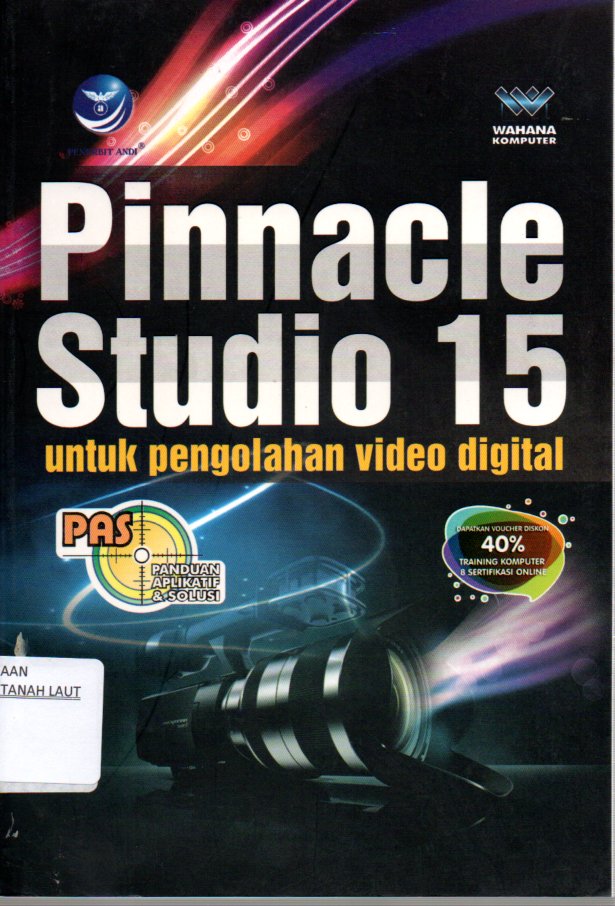 PENERBIT ANDI®
WAHANA
KOMPUTER
Pinnacle
Studio 15
untuk pengolahan video digital
PAS
PANDUAN
APLIKATIF
& SOLUSI
DAPATKAN VOUCHER DISKON
40%
TRAINING KOMPUTER
& SERTIFIKASI ONLINE
AAN
TANAH LAUT